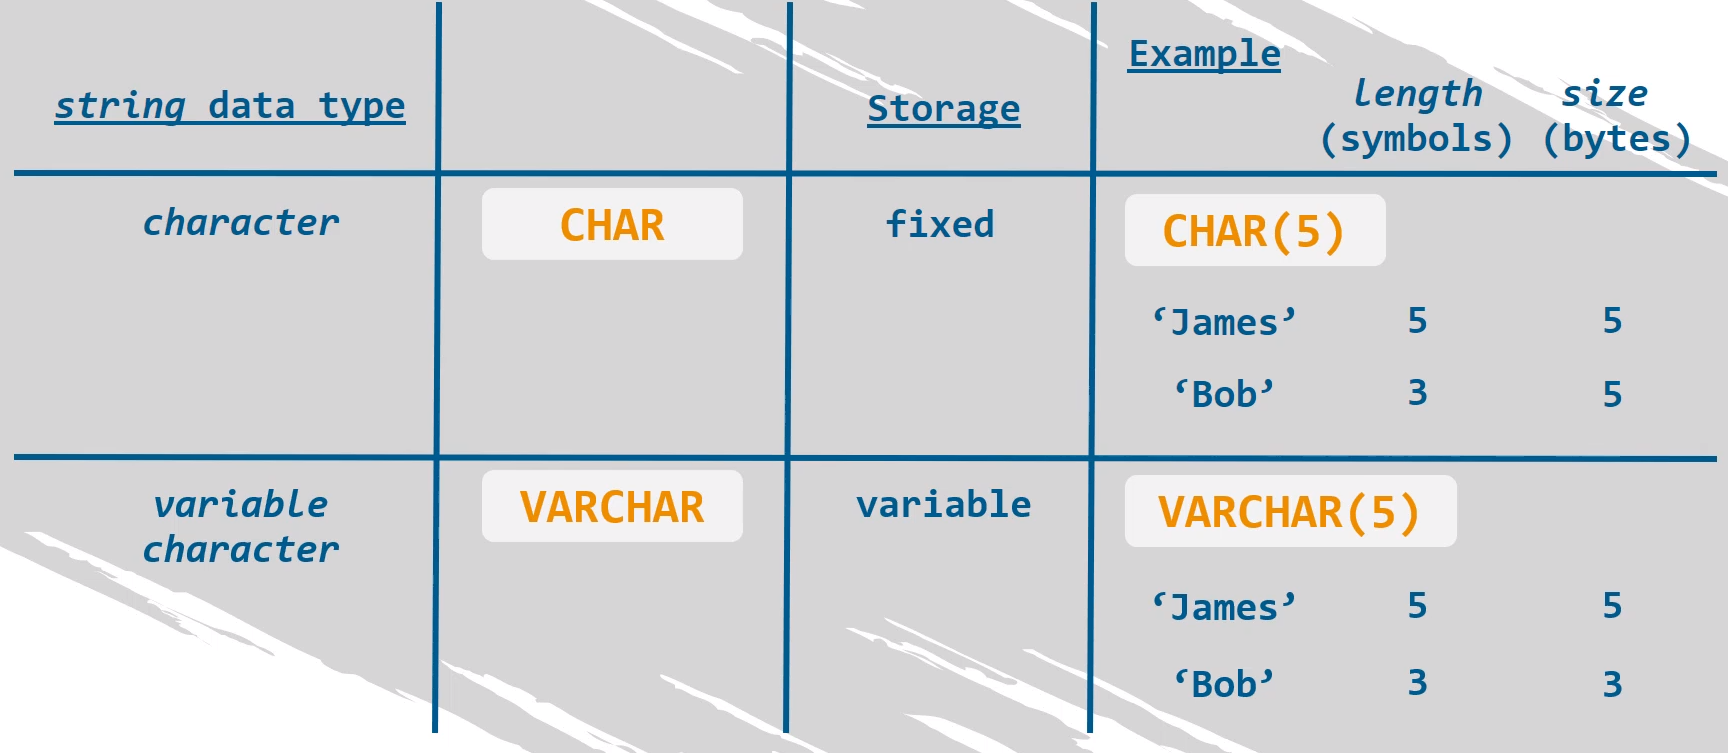 string data type
Storage
Example
length
(symbols)
size
(bytes)
character
CHAR
fixed
CHAR(5)
‘James’ 5 5
‘Bob’ 3 5
variable
character
VARCHAR
variable
VARCHAR(5)
‘James’ 5 5
‘Bob’ 3 3